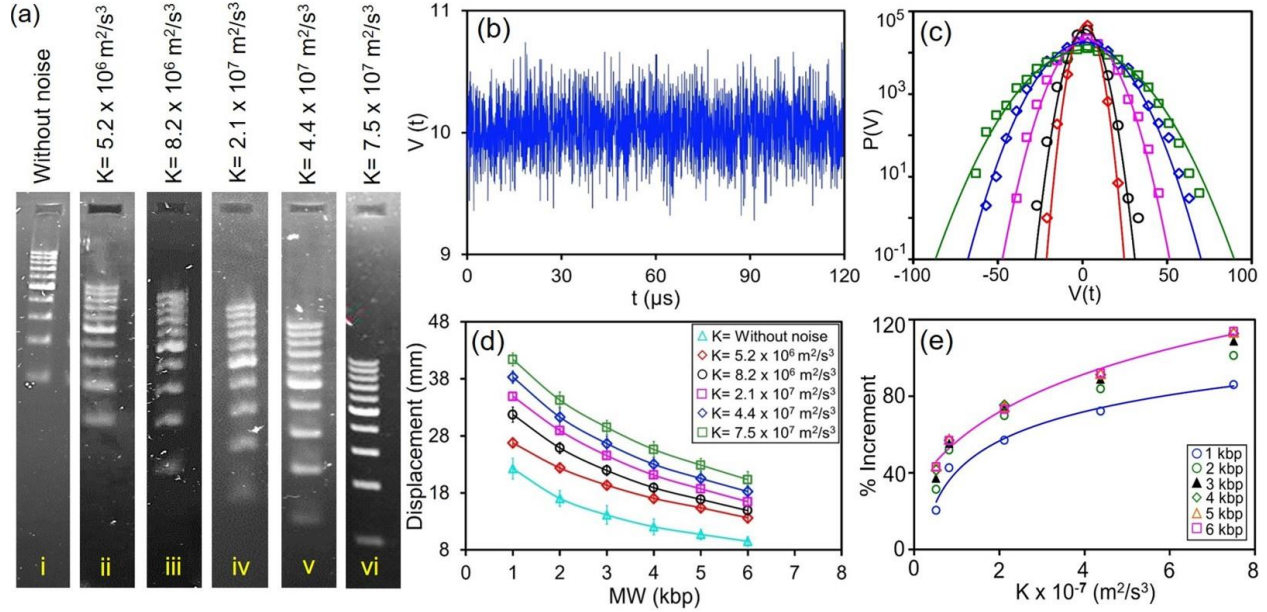 (a)
Without noise
K= 5.2 x 10⁶ m²/s³
K= 8.2 x 10⁶ m²/s³
K= 2.1 x 10⁷ m²/s³
K= 4.4 x 10⁷ m²/s³
K= 7.5 x 10⁷ m²/s³
i
ii
iii
iv
v
vi
(b)
V (t)
11
10
9
0
30
60
90
120
t (µs)
(c)
P(V)
10⁵
10³
10¹
10⁻¹
-100
-50
0
50
100
V(t)
(d)
Displacement (mm)
48
38
28
18
8
0
1
2
3
4
5
6
7
8
MW (kbp)
K= Without noise
K= 5.2 x 10⁶ m²/s³
K= 8.2 x 10⁶ m²/s³
K= 2.1 x 10⁷ m²/s³
K= 4.4 x 10⁷ m²/s³
K= 7.5 x 10⁷ m²/s³
(e)
% Increment
120
80
40
0
0
2
4
6
8
K x 10⁻⁷ (m²/s³)
1 kbp
2 kbp
3 kbp
4 kbp
5 kbp
6 kbp